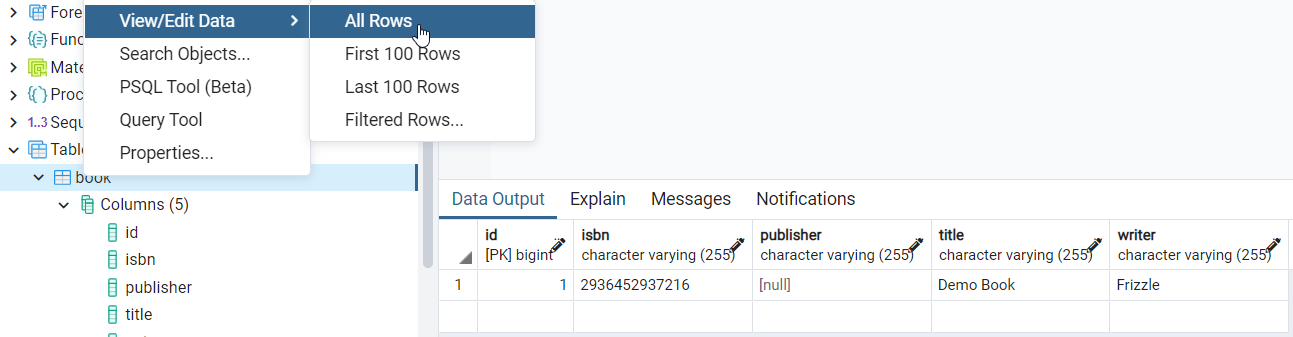 Fore
Func
Mate
Proc
1..3 Sequ
Table
book
Columns (5)
id
isbn
publisher
title
View/Edit Data
Search Objects...
PSQL Tool (Beta)
Query Tool
Properties...
All Rows
First 100 Rows
Last 100 Rows
Filtered Rows...
Data Output Explain Messages Notifications
id isbn publisher title writer
[PK] bigint character varying (255) character varying (255) character varying (255) character varying (255)
1 1 2936452937216 [null] Demo Book Frizzle